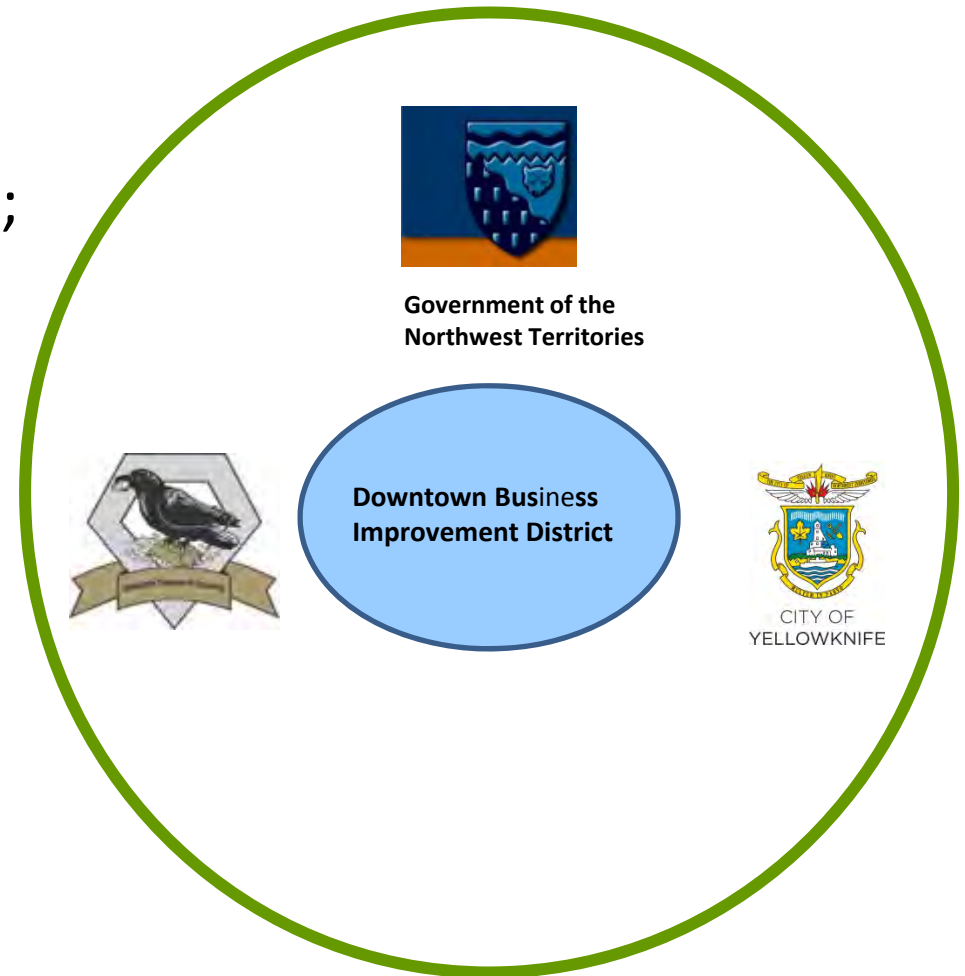 ;
Government of the
Northwest Territories
Downtown Business
Improvement District
CITY OF
YELLOWKNIFE